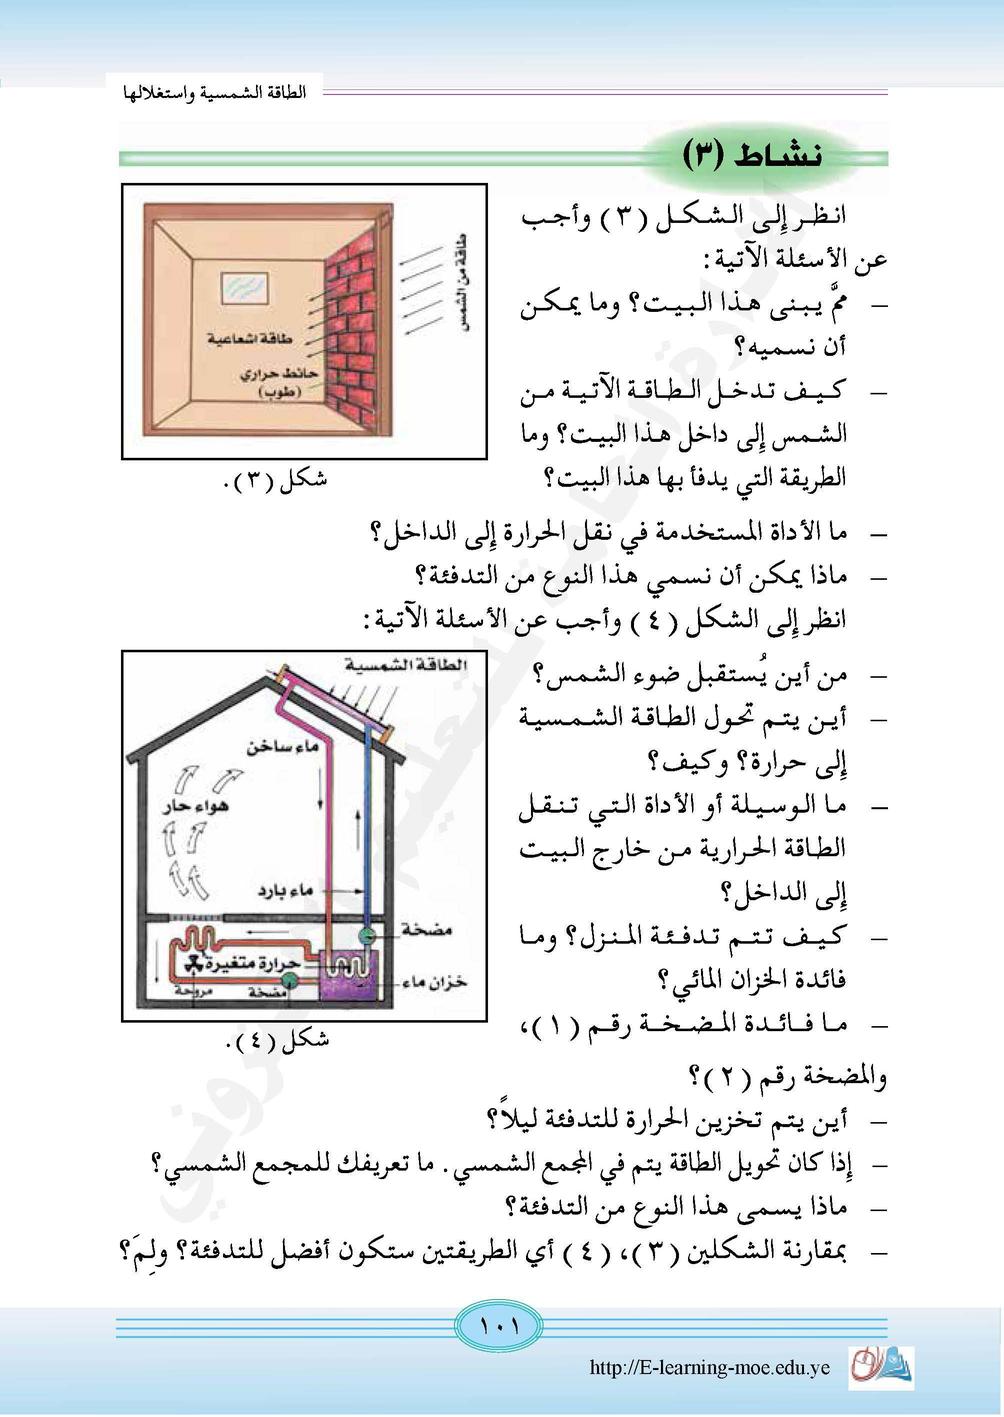 الطاقة الشمسية واستغلالها
نشاط (٣)
انظر إلى الشكل (٣) وأجب
عن الأسئلة الآتية:
– ممَّ يبنى هذا البيت؟ وما يمكن
أن نسميه؟
– كيف تدخل الطاقة الآتية من
الشمس إلى داخل هذا البيت؟ وما
الطريقة التي يدفأ بها هذا البيت؟
طاقة من الشمس
طاقة اشعاعية
حائط حراري
(طوب)
شكل (٣).
– ما الأداة المستخدمة في نقل الحرارة إلى الداخل؟
– ماذا يمكن أن نسمي هذا النوع من التدفئة؟
انظر إلى الشكل (٤) وأجب عن الأسئلة الآتية:
– من أين يُستقبل ضوء الشمس؟
– أين يتم تحول الطاقة الشمسية
إلى حرارة؟ وكيف؟
– ما الوسيلة أو الأداة التي تنقل
الطاقة الحرارية من خارج البيت
إلى الداخل؟
– كيف تتم تدفئة المنزل؟ وما
فائدة الخزان المائي؟
– ما فائدة المضخة رقم (١)،
والمضخة رقم (٢)؟
الطاقة الشمسية
ماء ساخن
هواء حار
ماء بارد
مضخة
حرارة متغيرة
خزان ماء
مضخة
مروحة
شكل (٤).
– أين يتم تخزين الحرارة للتدفئة ليلاً؟
– إذا كان تحويل الطاقة يتم في المجمع الشمسي. ما تعريفك للمجمع الشمسي؟
– ماذا يسمى هذا النوع من التدفئة؟
– بمقارنة الشكلين (٣)، (٤) أي الطريقتين ستكون أفضل للتدفئة؟ ولِمَ؟
١٠١
http://E-learning-moe.edu.ye